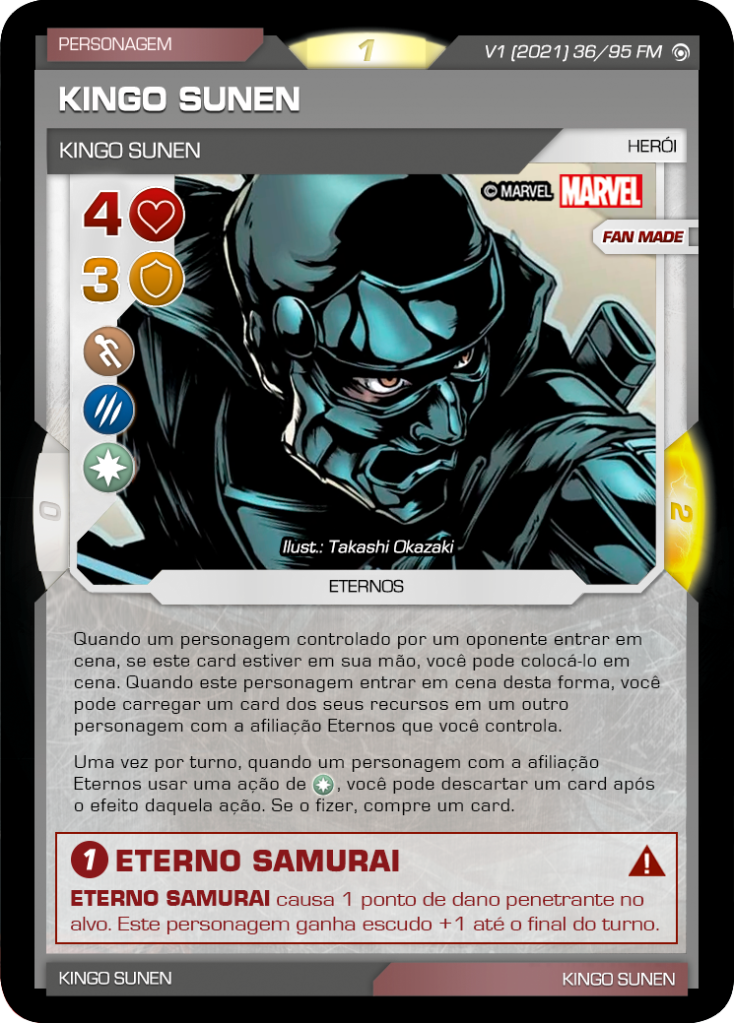 PERSONAGEM
1
V1 (2021) 36/95 FM
KINGO SUNEN
KINGO SUNEN
HERÓI
© MARVEL MARVEL
4
FAN MADE
3
0
2
Ilust.: Takashi Okazaki
ETERNOS
Quando um personagem controlado por um oponente entrar em
cena, se este card estiver em sua mão, você pode colocá-lo em
cena. Quando este personagem entrar em cena desta forma, você
pode carregar um card dos seus recursos em um outro
personagem com a afiliação Eternos que você controla.
Uma vez por turno, quando um personagem com a afiliação
Eternos usar uma ação de , você pode descartar um card após
o efeito daquela ação. Se o fizer, compre um card.
1 ETERNO SAMURAI
ETERNO SAMURAI causa 1 ponto de dano penetrante no
alvo. Este personagem ganha escudo +1 até o final do turno.
KINGO SUNEN
KINGO SUNEN